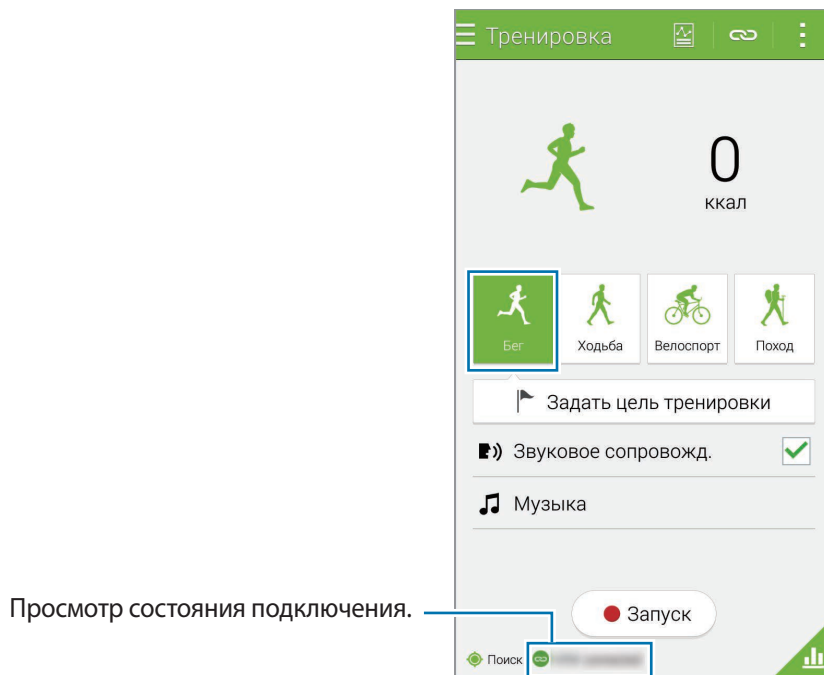 Тренировка
0
ккал
Бег
Ходьба
Велоспорт
Поход
Задать цель тренировки
Звуковое сопровожд.
Музыка
Просмотр состояния подключения.
Запуск
Поиск